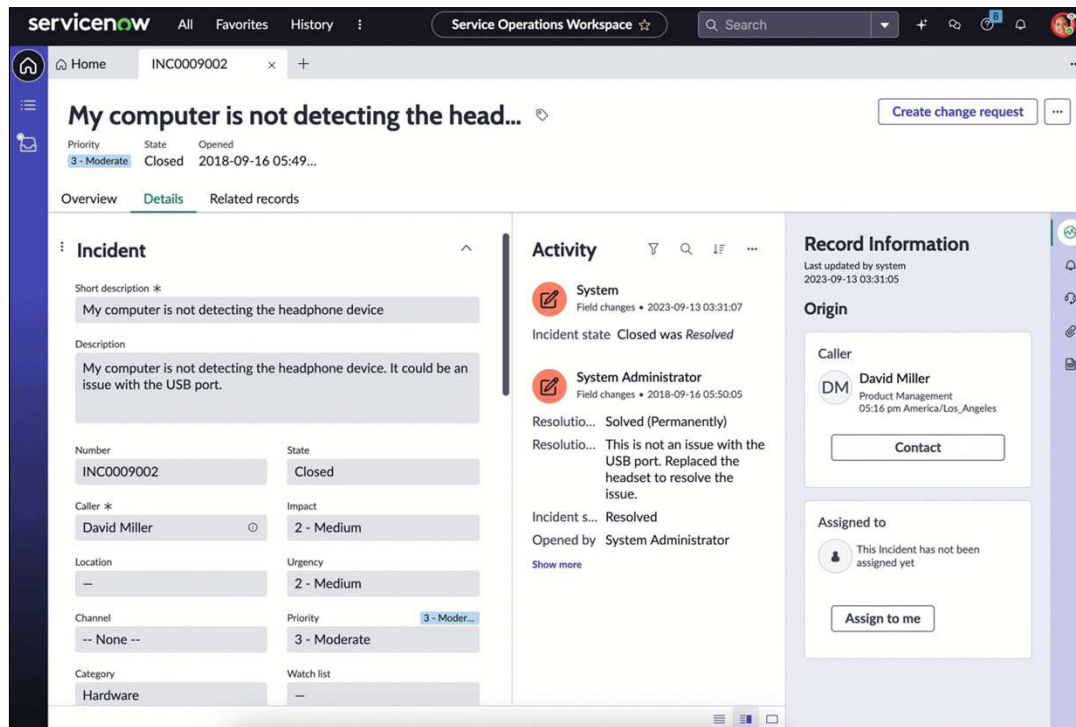 servicenow All Favorites History Service Operations Workspace Search 8
Home INC0009002
My computer is not detecting the head...
Create change request
Priority State Opened
3 - Moderate Closed 2018-09-16 05:49...
Overview Details Related records
Incident
Short description *
My computer is not detecting the headphone device
Description
My computer is not detecting the headphone device. It could be an
issue with the USB port.
Number State
INC0009002 Closed
Caller * Impact
David Miller 2 - Medium
Location Urgency
— 2 - Medium
Channel Priority 3 - Moder...
-- None -- 3 - Moderate
Category Watch list
Hardware —
Activity
System
Field changes • 2023-09-13 03:31:07
Incident state Closed was Resolved
System Administrator
Field changes • 2018-09-16 05:50:05
Resolutio... Solved (Permanently)
Resolutio... This is not an issue with the
USB port. Replaced the
headset to resolve the
issue.
Incident s... Resolved
Opened by System Administrator
Show more
Record Information
Last updated by system
2023-09-13 03:31:05
Origin
Caller
DM David Miller
Product Management
05:16 pm America/Los_Angeles
Contact
Assigned to
This Incident has not been
assigned yet
Assign to me